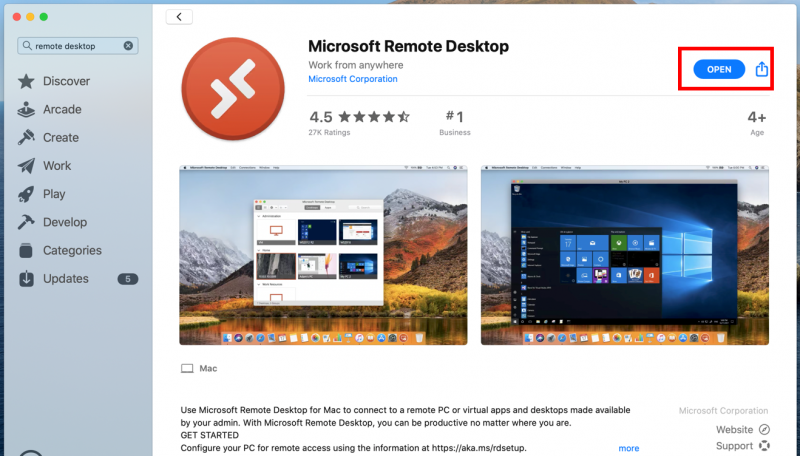 remote desktop
Discover
Arcade
Create
Work
Play
Develop
Categories
Updates 5
Microsoft Remote Desktop
Work from anywhere
Microsoft Corporation
OPEN
4.5
27K Ratings
#1
Business
4+
Age
Mac
Use Microsoft Remote Desktop for Mac to connect to a remote PC or virtual apps and desktops made available
by your admin. With Microsoft Remote Desktop, you can be productive no matter where you are.
GET STARTED
Configure your PC for remote access using the information at https://aka.ms/rdsetup.
more
Microsoft Corporation
Website
Support